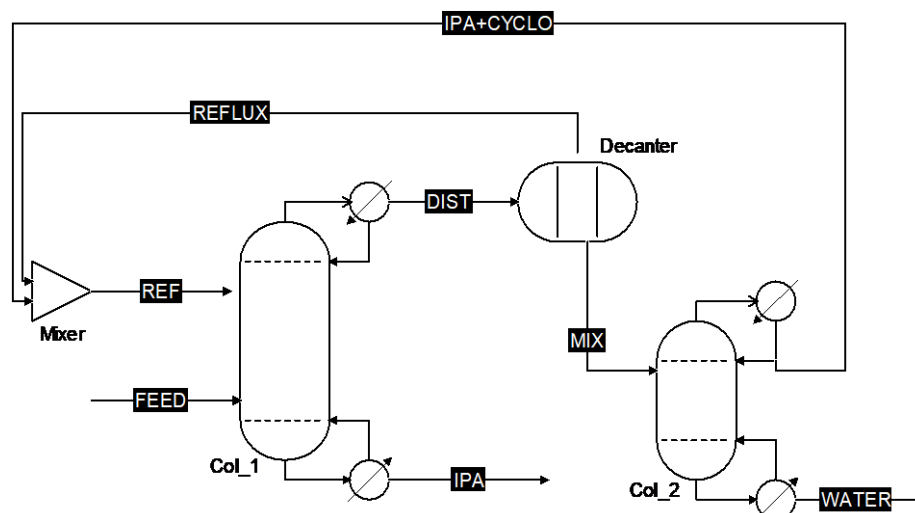 IPA+CYCLO
REFLUX
Decanter
DIST
REF
Mixer
MIX
FEED
Col_1
IPA
Col_2
WATER